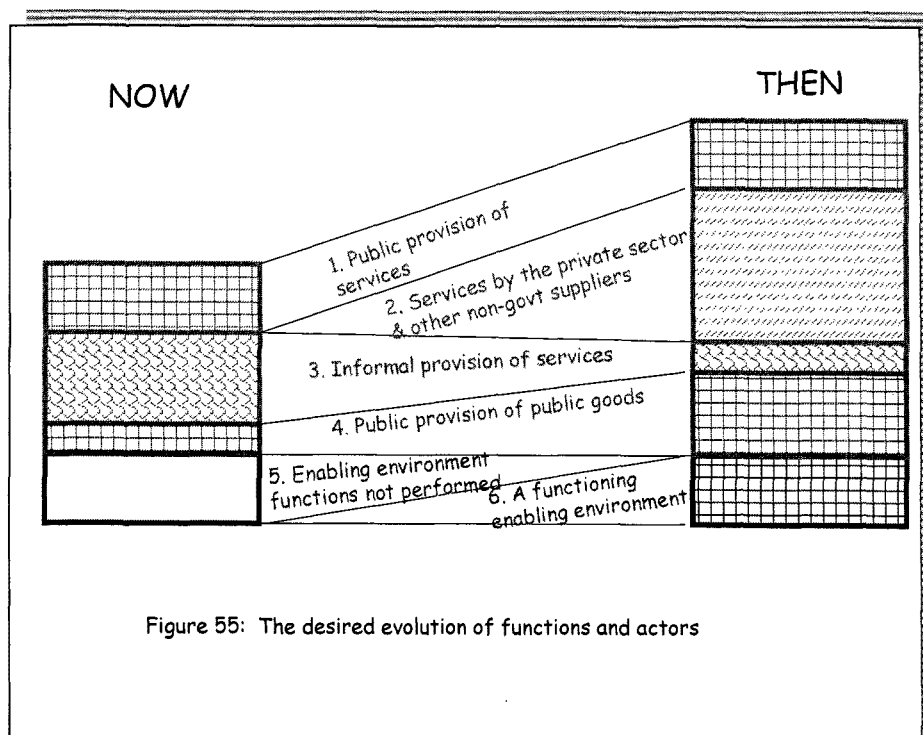 NOW
THEN
1. Public provision of
services
2. Services by the private sector
& other non-govt suppliers
3. Informal provision of services
4. Public provision of public goods
5. Enabling environment
functions not performed
6. A functioning
enabling environment
Figure 55: The desired evolution of functions and actors